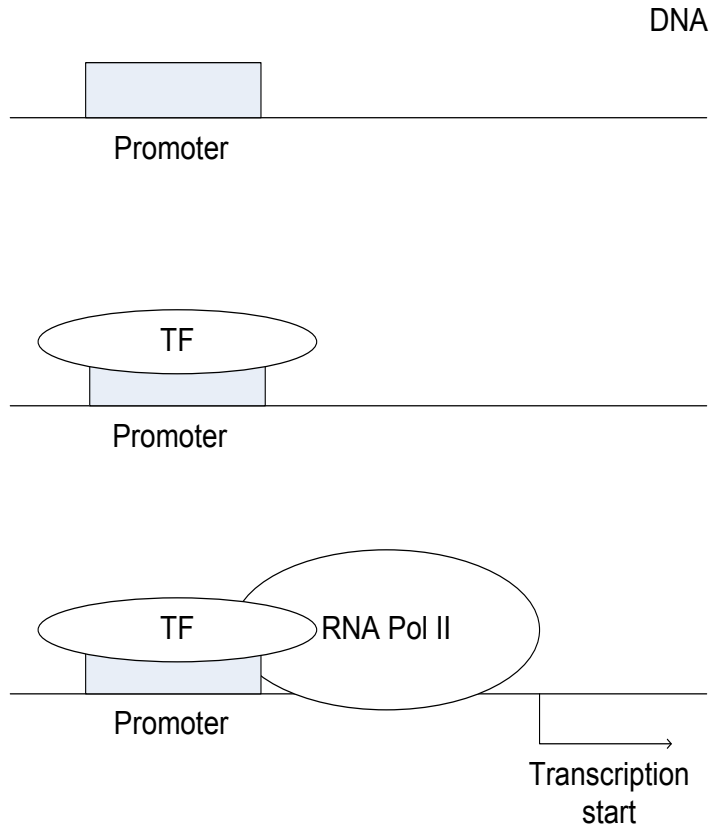 DNA
Promoter
TF
Promoter
TF
RNA Pol II
Promoter
Transcription
start